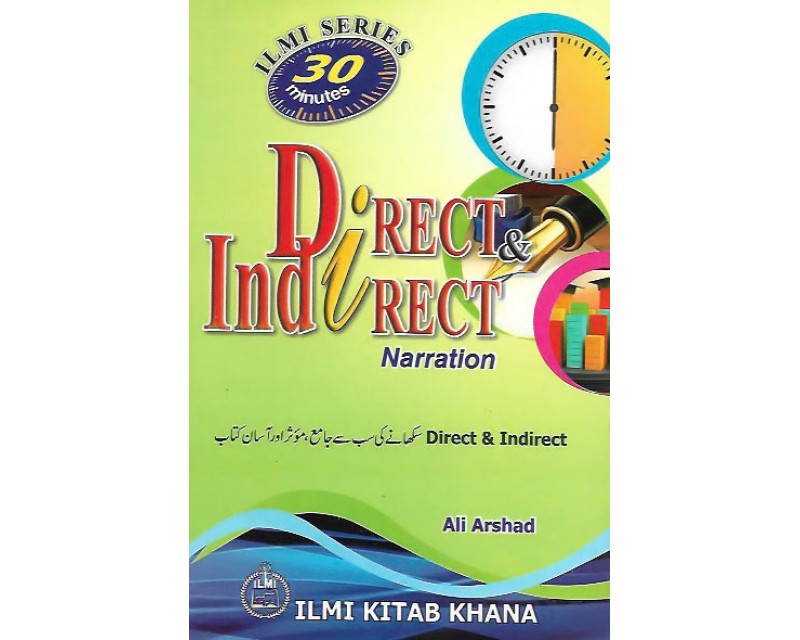 ILMI SERIES
30
minutes
DiRECT &
IndiRECT
Narration
Direct & Indirect سکھانے کی سب سے جامع، مؤثر اور آسان کتاب
Ali Arshad
ILMI
ILMI KITAB KHANA